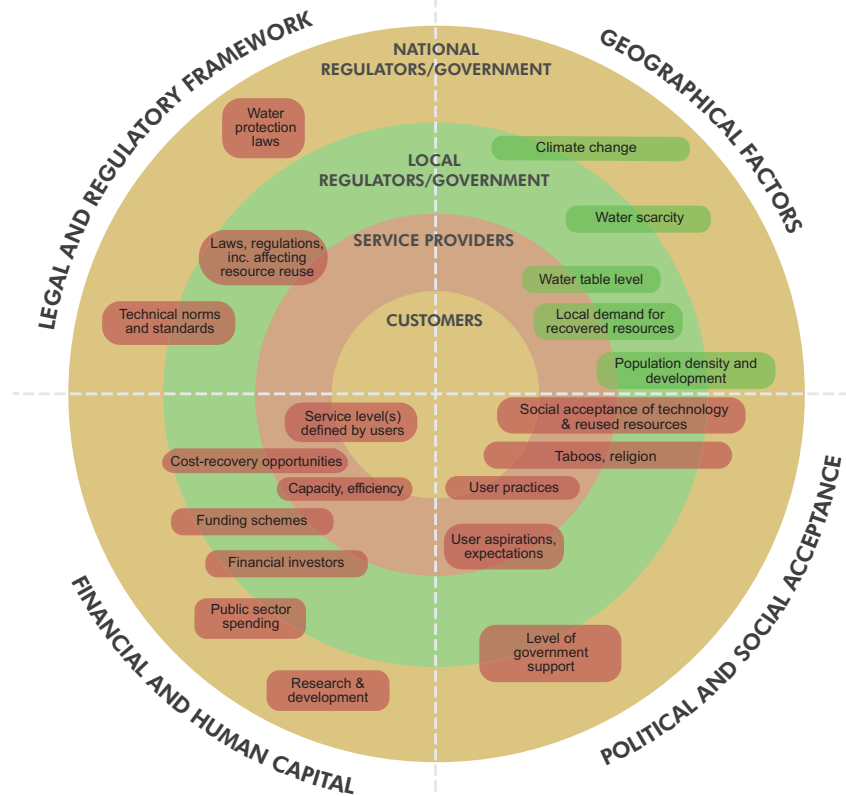 LEGAL AND REGULATORY FRAMEWORK
GEOGRAPHICAL FACTORS
NATIONAL
REGULATORS/GOVERNMENT
Water
protection
laws
Climate change
LOCAL
REGULATORS/GOVERNMENT
Water scarcity
SERVICE PROVIDERS
Laws, regulations,
inc. affecting
resource reuse
Water table level
Technical norms
and standards
CUSTOMERS
Local demand for
recovered resources
Population density and
development
Service level(s)
defined by users
Social acceptance of technology
& reused resources
Cost-recovery opportunities
Taboos, religion
Capacity, efficiency
User practices
Funding schemes
User aspirations,
expectations
Financial investors
Public sector
spending
Level of
government
support
Research &
development
FINANCIAL AND HUMAN CAPITAL
POLITICAL AND SOCIAL ACCEPTANCE